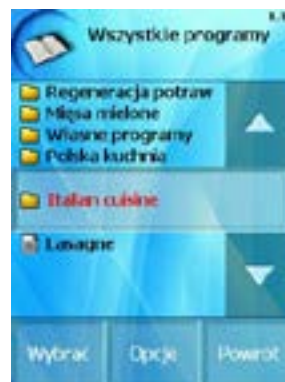 Wszystkie programy
Regeneracja potraw
Mięsa mielone
Własne programy
Polska kuchnia
Italian cuisine
Lasagne
Wybrać Opcje Powrót